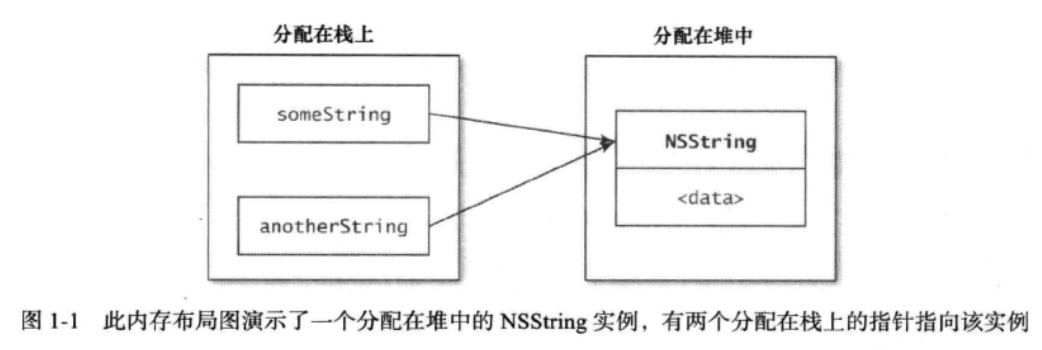 分配在栈上
分配在堆中
someString
NSString
<data>
anotherString
图 1-1 此内存布局图演示了一个分配在堆中的 NSString 实例，有两个分配在栈上的指针指向该实例